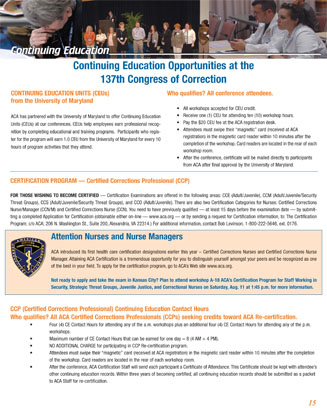 Continuing Education
Continuing Education Opportunities at the
137th Congress of Correction
CONTINUING EDUCATION UNITS (CEUs)
from the University of Maryland
ACA has partnered with the University of Maryland to offer Continuing Education
Units (CEUs) at our conferences. CEUs help employees earn professional recog-
nition by completing educational and training programs. Participants who regis-
ter for the program will earn 1.0 CEU from the University of Maryland for every 10
hours of program activities that they attend.
Who qualifies? All conference attendees.
• All workshops accepted for CEU credit.
• Receive one (1) CEU for attending ten (10) workshop hours.
• Pay the $20 CEU fee at the ACA registration desk.
• Attendees must swipe their "magnetic" card (received at ACA
registration) in the magnetic card reader within 10 minutes after the
completion of the workshop. Card readers are located in the rear of each
workshop room.
• After the conference, certificate will be mailed directly to participants
from ACA after final approval by the University of Maryland.
CERTIFICATION PROGRAM — Certified Corrections Professional (CCP)
FOR THOSE WISHING TO BECOME CERTIFIED — Certification Examinations are offered in the following areas: CCE (Adult/Juvenile), CCM (Adult/Juvenile/Security
Threat Groups), CCS (Adult/Juvenile/Security Threat Groups), and CCO (Adult/Juvenile). There are also two Certification Categories for Nurses: Certified Corrections
Nurse/Manager (CCN/M) and Certified Corrections Nurse (CCN). You need to have previously qualified — at least 15 days before the examination date — by submit-
ting a completed Application for Certification (obtainable either on-line — www.aca.org — or by sending a request for Certification information, to: The Certification
Program, c/o ACA; 206 N. Washington St., Suite 200, Alexandria, VA 22314.) For additional information, contact Bob Levinson, 1-800-222-5646, ext. 0176.
Attention Nurses and Nurse Managers
ACA introduced its first health care certification designations earlier this year – Certified Corrections Nurses and Certified Corrections Nurse
Manager. Attaining ACA Certification is a tremendous opportunity for you to distinguish yourself amongst your peers and be recognized as one
of the best in your field. To apply for the certification program, go to ACA's Web site www.aca.org.
Not ready to apply and take the exam in Kansas City? Plan to attend workshop A-10 ACA's Certification Program for Staff Working in
Security, Strategic Threat Groups, Juvenile Justice, and Correctional Nurses on Saturday, Aug. 11 at 1:45 p.m. for more information.
CCP (Certified Corrections Professional) Continuing Education Contact Hours
Who qualifies? All ACA Certified Corrections Professionals (CCPs) seeking credits toward ACA Re-certification.
• Four (4) CE Contact Hours for attending any of the a.m. workshops plus an additional four (4) CE Contact Hours for attending any of the p.m.
workshops.
• Maximum number of CE Contact Hours that can be earned for one day = 8 (4 AM + 4 PM).
• NO ADDITIONAL CHARGE for participating in CCP Re-certification program.
• Attendees must swipe their "magnetic" card (received at ACA registration) in the magnetic card reader within 10 minutes after the completion
of the workshop. Card readers are located in the rear of each workshop room.
• After the conference, ACA Certification Staff will send each participant a Certificate of Attendance. This Certificate should be kept with attendee's
other continuing education records. Within three years of becoming certified, all continuing education records should be submitted as a packet
to ACA Staff for re-certification.
15